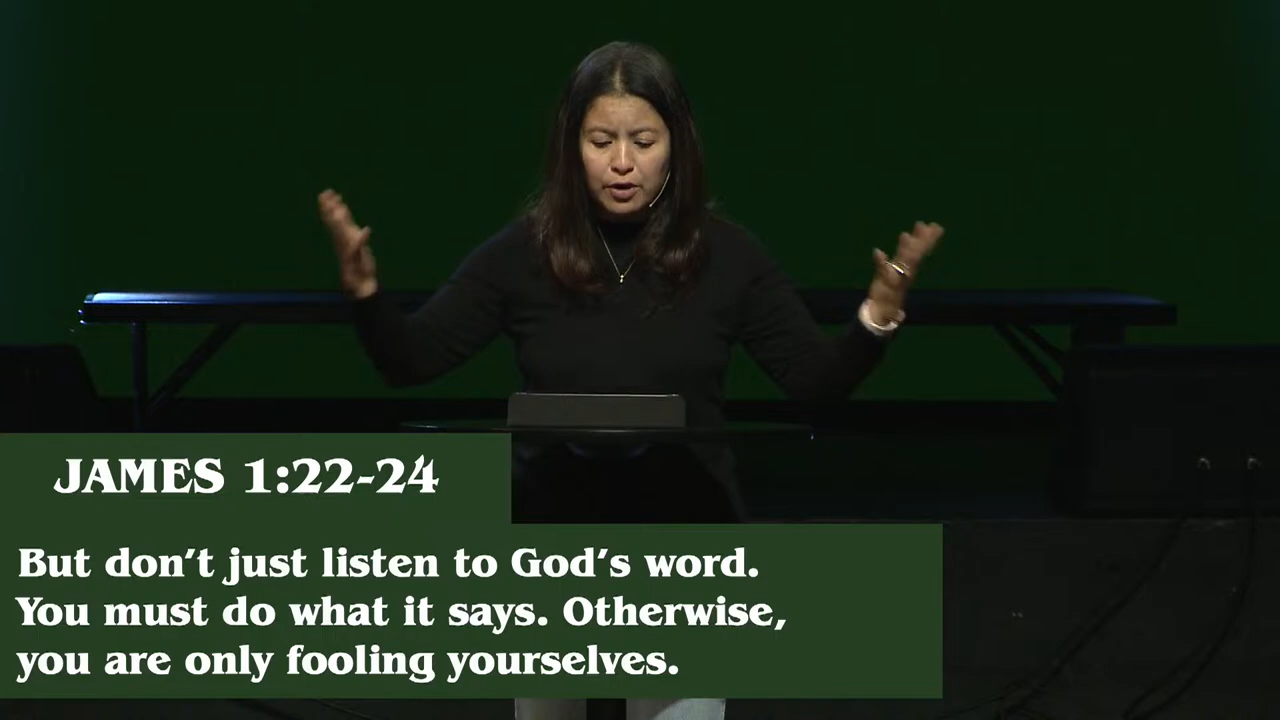 JAMES 1:22-24
But don’t just listen to God’s word.
You must do what it says. Otherwise,
you are only fooling yourselves.